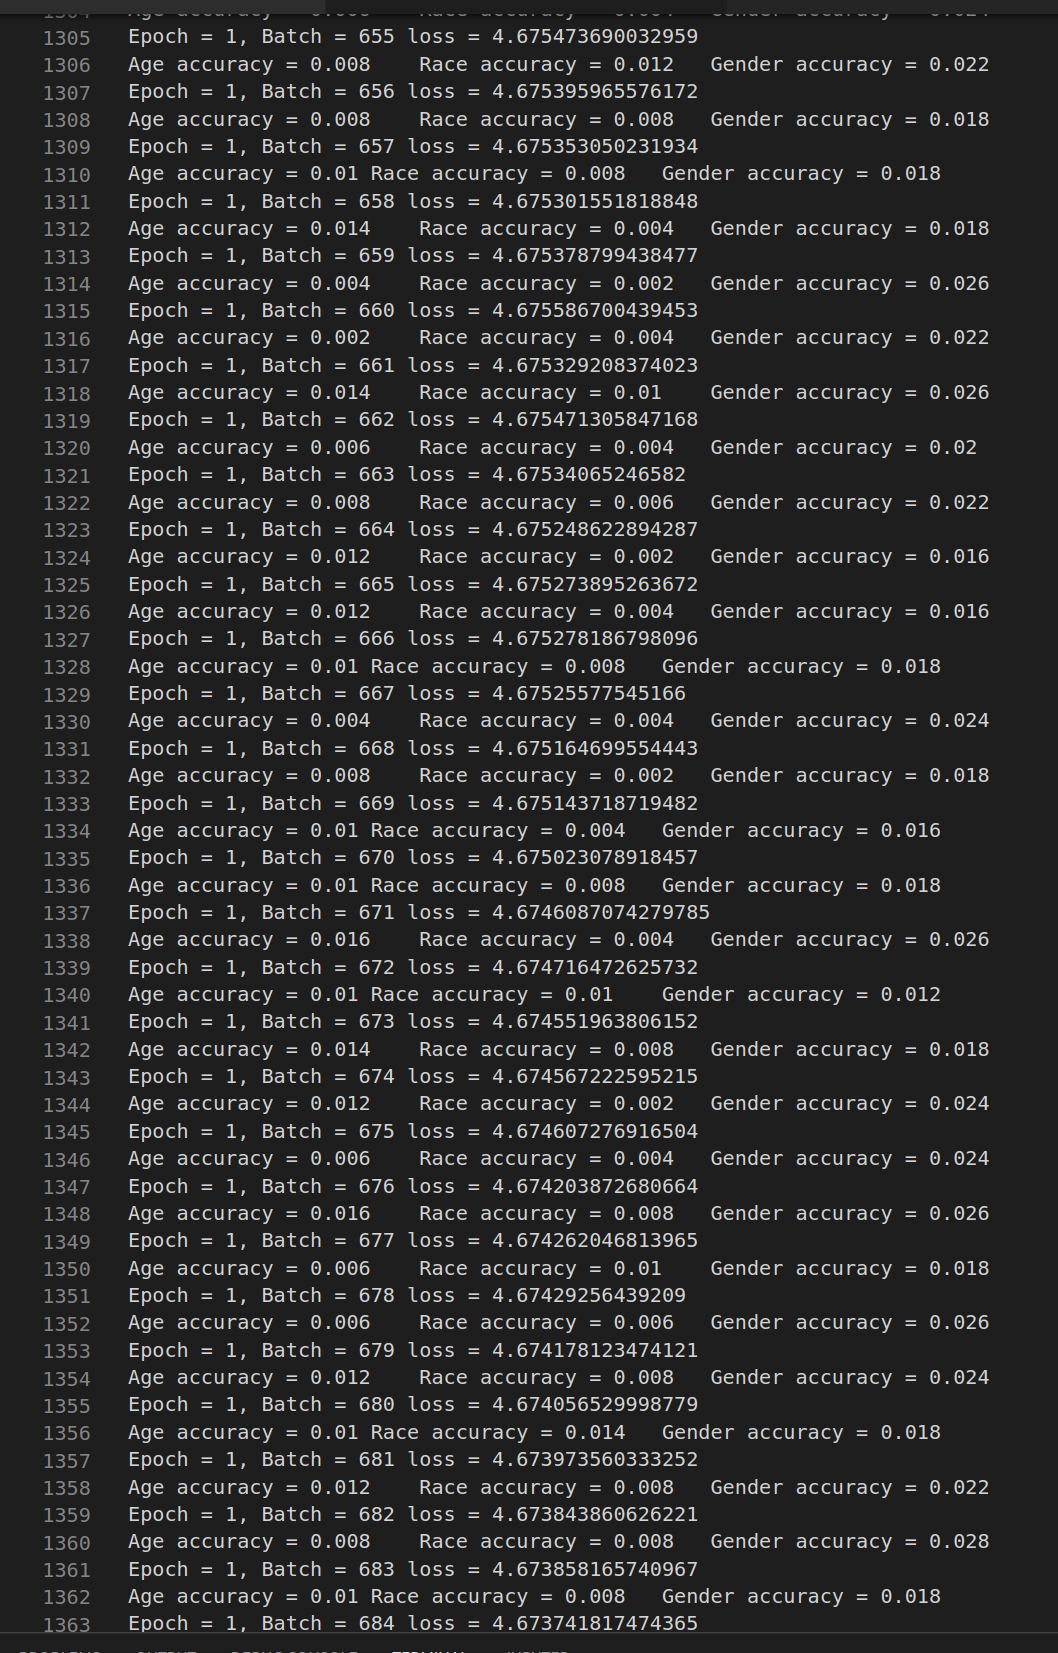 1305 Epoch = 1, Batch = 655 loss = 4.675473690032959
1306 Age accuracy = 0.008 Race accuracy = 0.012 Gender accuracy = 0.022
1307 Epoch = 1, Batch = 656 loss = 4.675395965576172
1308 Age accuracy = 0.008 Race accuracy = 0.008 Gender accuracy = 0.018
1309 Epoch = 1, Batch = 657 loss = 4.675353050231934
1310 Age accuracy = 0.01 Race accuracy = 0.008 Gender accuracy = 0.018
1311 Epoch = 1, Batch = 658 loss = 4.675301551818848
1312 Age accuracy = 0.014 Race accuracy = 0.004 Gender accuracy = 0.018
1313 Epoch = 1, Batch = 659 loss = 4.675378799438477
1314 Age accuracy = 0.004 Race accuracy = 0.002 Gender accuracy = 0.026
1315 Epoch = 1, Batch = 660 loss = 4.675586700439453
1316 Age accuracy = 0.002 Race accuracy = 0.004 Gender accuracy = 0.022
1317 Epoch = 1, Batch = 661 loss = 4.675329208374023
1318 Age accuracy = 0.014 Race accuracy = 0.01 Gender accuracy = 0.026
1319 Epoch = 1, Batch = 662 loss = 4.675471305847168
1320 Age accuracy = 0.006 Race accuracy = 0.004 Gender accuracy = 0.02
1321 Epoch = 1, Batch = 663 loss = 4.67534065246582
1322 Age accuracy = 0.008 Race accuracy = 0.006 Gender accuracy = 0.022
1323 Epoch = 1, Batch = 664 loss = 4.675248622894287
1324 Age accuracy = 0.012 Race accuracy = 0.002 Gender accuracy = 0.016
1325 Epoch = 1, Batch = 665 loss = 4.675273895263672
1326 Age accuracy = 0.012 Race accuracy = 0.004 Gender accuracy = 0.016
1327 Epoch = 1, Batch = 666 loss = 4.675278186798096
1328 Age accuracy = 0.01 Race accuracy = 0.008 Gender accuracy = 0.018
1329 Epoch = 1, Batch = 667 loss = 4.67525577545166
1330 Age accuracy = 0.004 Race accuracy = 0.004 Gender accuracy = 0.024
1331 Epoch = 1, Batch = 668 loss = 4.675164699554443
1332 Age accuracy = 0.008 Race accuracy = 0.002 Gender accuracy = 0.018
1333 Epoch = 1, Batch = 669 loss = 4.675143718719482
1334 Age accuracy = 0.01 Race accuracy = 0.004 Gender accuracy = 0.016
1335 Epoch = 1, Batch = 670 loss = 4.675023078918457
1336 Age accuracy = 0.01 Race accuracy = 0.008 Gender accuracy = 0.018
1337 Epoch = 1, Batch = 671 loss = 4.6746087074279785
1338 Age accuracy = 0.016 Race accuracy = 0.004 Gender accuracy = 0.026
1339 Epoch = 1, Batch = 672 loss = 4.674716472625732
1340 Age accuracy = 0.01 Race accuracy = 0.01 Gender accuracy = 0.012
1341 Epoch = 1, Batch = 673 loss = 4.674551963806152
1342 Age accuracy = 0.014 Race accuracy = 0.008 Gender accuracy = 0.018
1343 Epoch = 1, Batch = 674 loss = 4.674567222595215
1344 Age accuracy = 0.012 Race accuracy = 0.002 Gender accuracy = 0.024
1345 Epoch = 1, Batch = 675 loss = 4.674607276916504
1346 Age accuracy = 0.006 Race accuracy = 0.004 Gender accuracy = 0.024
1347 Epoch = 1, Batch = 676 loss = 4.674203872680664
1348 Age accuracy = 0.016 Race accuracy = 0.008 Gender accuracy = 0.026
1349 Epoch = 1, Batch = 677 loss = 4.674262046813965
1350 Age accuracy = 0.006 Race accuracy = 0.01 Gender accuracy = 0.018
1351 Epoch = 1, Batch = 678 loss = 4.67429256439209
1352 Age accuracy = 0.006 Race accuracy = 0.006 Gender accuracy = 0.026
1353 Epoch = 1, Batch = 679 loss = 4.674178123474121
1354 Age accuracy = 0.012 Race accuracy = 0.008 Gender accuracy = 0.024
1355 Epoch = 1, Batch = 680 loss = 4.674056529998779
1356 Age accuracy = 0.01 Race accuracy = 0.014 Gender accuracy = 0.018
1357 Epoch = 1, Batch = 681 loss = 4.673973560333252
1358 Age accuracy = 0.012 Race accuracy = 0.008 Gender accuracy = 0.022
1359 Epoch = 1, Batch = 682 loss = 4.673843860626221
1360 Age accuracy = 0.008 Race accuracy = 0.008 Gender accuracy = 0.028
1361 Epoch = 1, Batch = 683 loss = 4.673858165740967
1362 Age accuracy = 0.01 Race accuracy = 0.008 Gender accuracy = 0.018
1363 Epoch = 1, Batch = 684 loss = 4.673741817474365